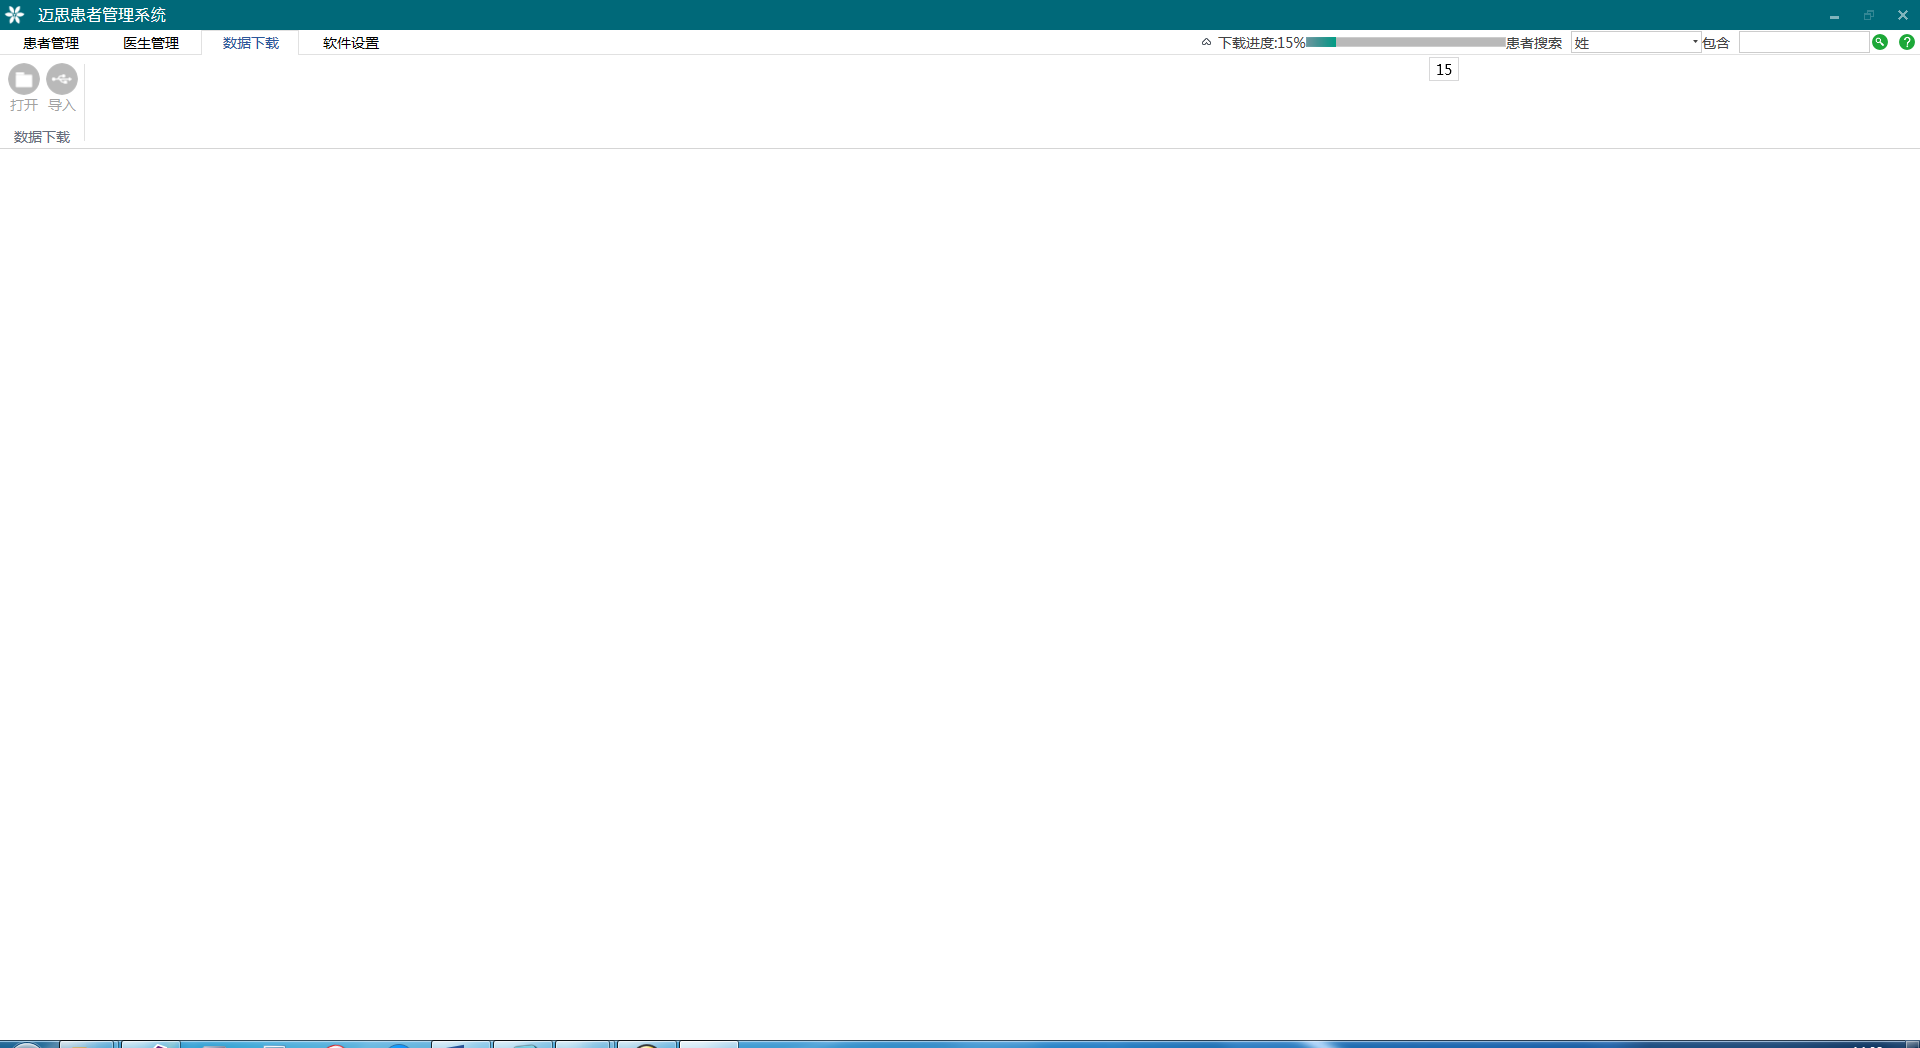 迈思患者管理系统
患者管理 医生管理 数据下载 软件设置 下载进度:15% 患者搜索 姓 包含
15
打开 导入
数据下载